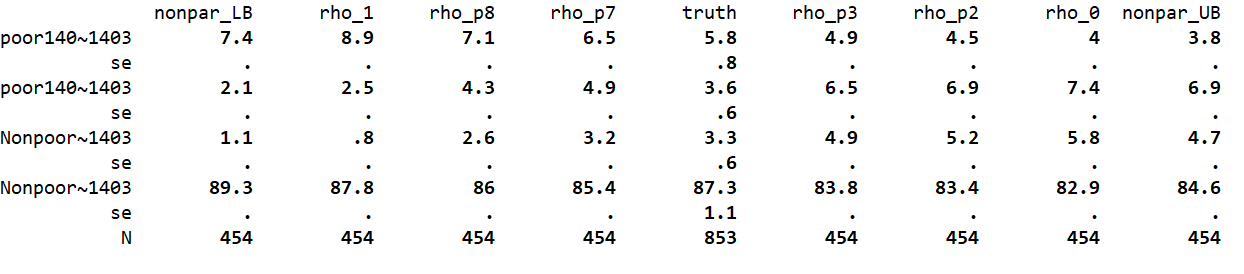 nonpar_LB rho_1 rho_p8 rho_p7 truth rho_p3 rho_p2 rho_0 nonpar_UB
poor140~1403 7.4 8.9 7.1 6.5 5.8 4.9 4.5 4 3.8
se . . . . .8 . . . .
poor140~1403 2.1 2.5 4.3 4.9 3.6 6.5 6.9 7.4 6.9
se . . . . .6 . . . .
Nonpoor~1403 1.1 .8 2.6 3.2 3.3 4.9 5.2 5.8 4.7
se . . . . .6 . . . .
Nonpoor~1403 89.3 87.8 86 85.4 87.3 83.8 83.4 82.9 84.6
se . . . . 1.1 . . . .
N 454 454 454 454 853 454 454 454 454